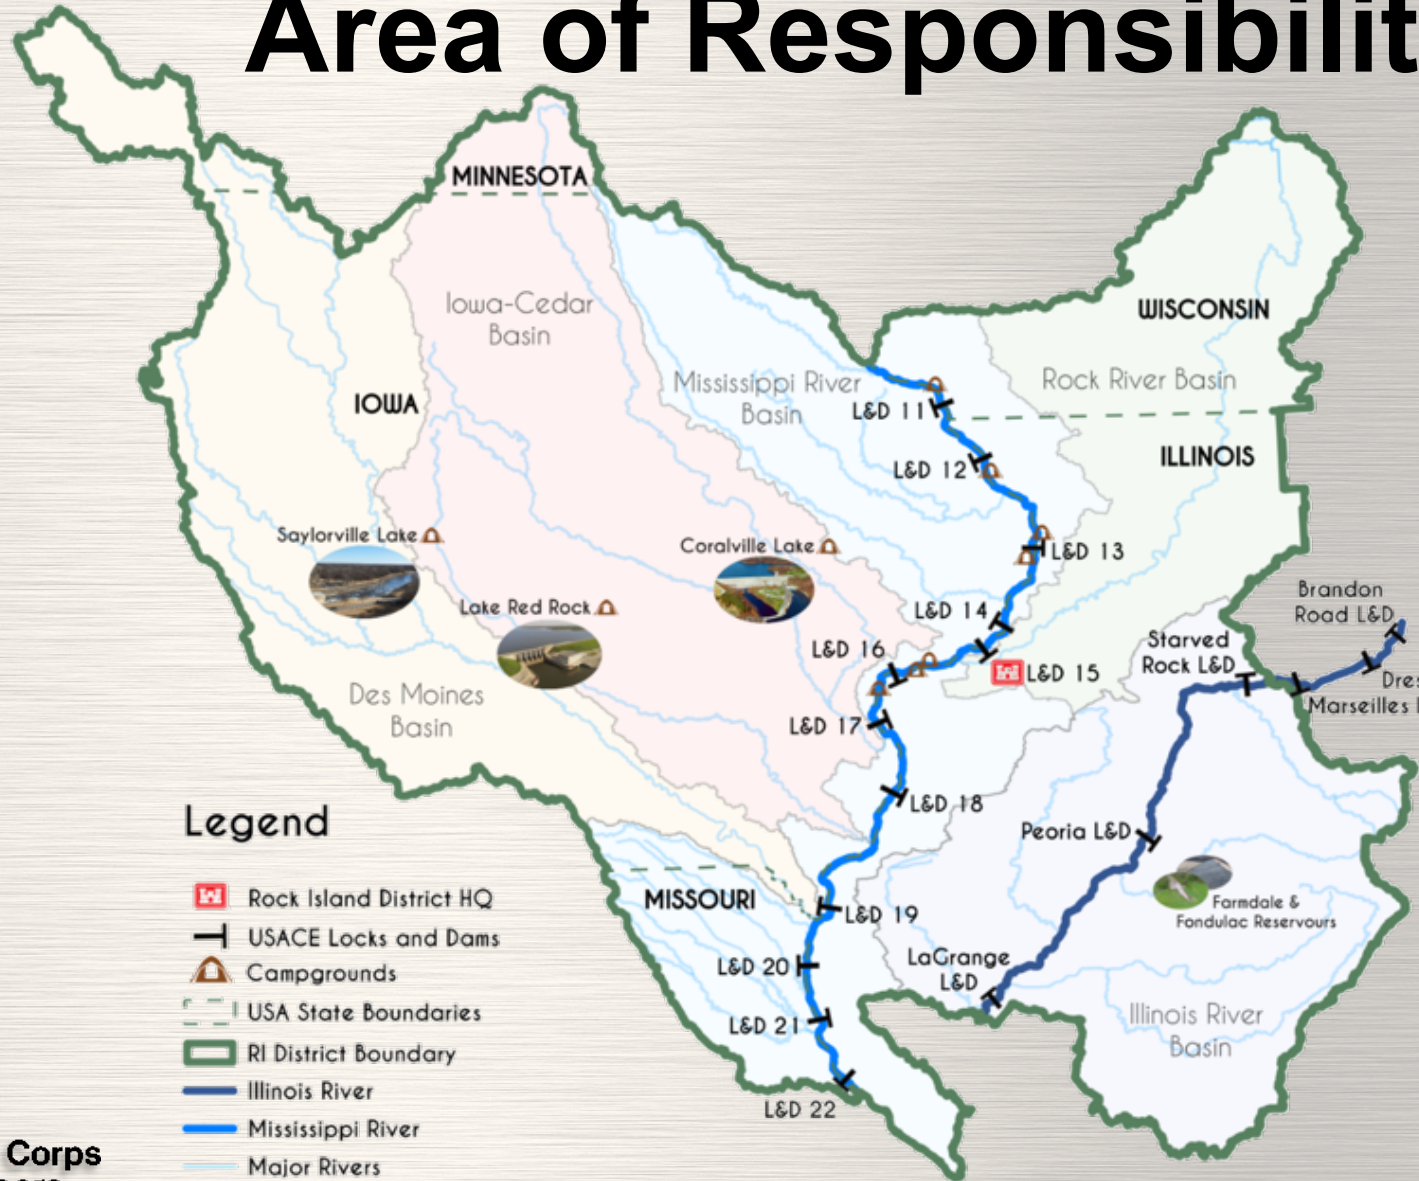 Area of Responsibilit
MINNESOTA
Iowa-Cedar
Basin
WISCONSIN
Mississippi River
Basin
Rock River Basin
IOWA
L&D 11
ILLINOIS
L&D 12
Saylorville Lake
Coralville Lake
L&D 13
Lake Red Rock
L&D 14
Brandon
Road L&D
L&D 16
Starved
Rock L&D
L&D 15
Dres
Marseilles
Des Moines
Basin
L&D 17
L&D 18
Peoria L&D
Farmdale &
Fondulac Reservours
MISSOURI
L&D 19
LaGrange
L&D
L&D 20
L&D 21
Illinois River
Basin
L&D 22
Legend
Rock Island District HQ
USACE Locks and Dams
Campgrounds
USA State Boundaries
RI District Boundary
Illinois River
Mississippi River
Major Rivers
Corps